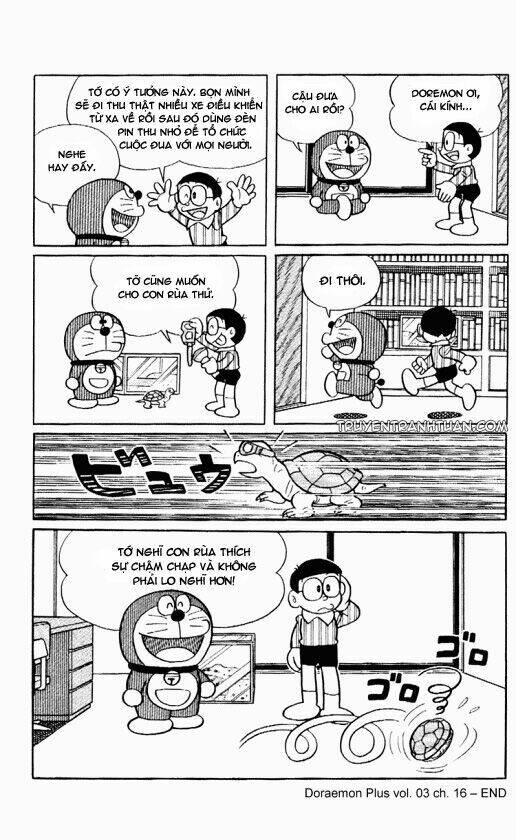 TỚ CÓ Ý TƯỞNG NÀY. BỌN MÌNH
SẼ ĐI THU THẬT NHIỀU XE ĐIỀU KHIỂN
TỪ XA VỀ RỒI SAU ĐÓ DÙNG ĐÈN
PIN THU NHỎ ĐỂ TỔ CHỨC
CUỘC ĐUA VỚI MỌI NGƯỜI.
NGHE
HAY ĐẤY.
CẬU ĐƯA
CHO AI RỒI?
DOREMON ƠI,
CÁI KÍNH...
TỚ CŨNG MUỐN
CHO CON RÙA THỬ.
ĐI THÔI.
TRUYENTRANHTUAN.COM
ビュウ
TỚ NGHĨ CON RÙA THÍCH
SỰ CHẬM CHẠP VÀ KHÔNG
PHẢI LO NGHĨ HƠN!
ゴロ
ゴロ
Doraemon Plus vol. 03 ch. 16 – END